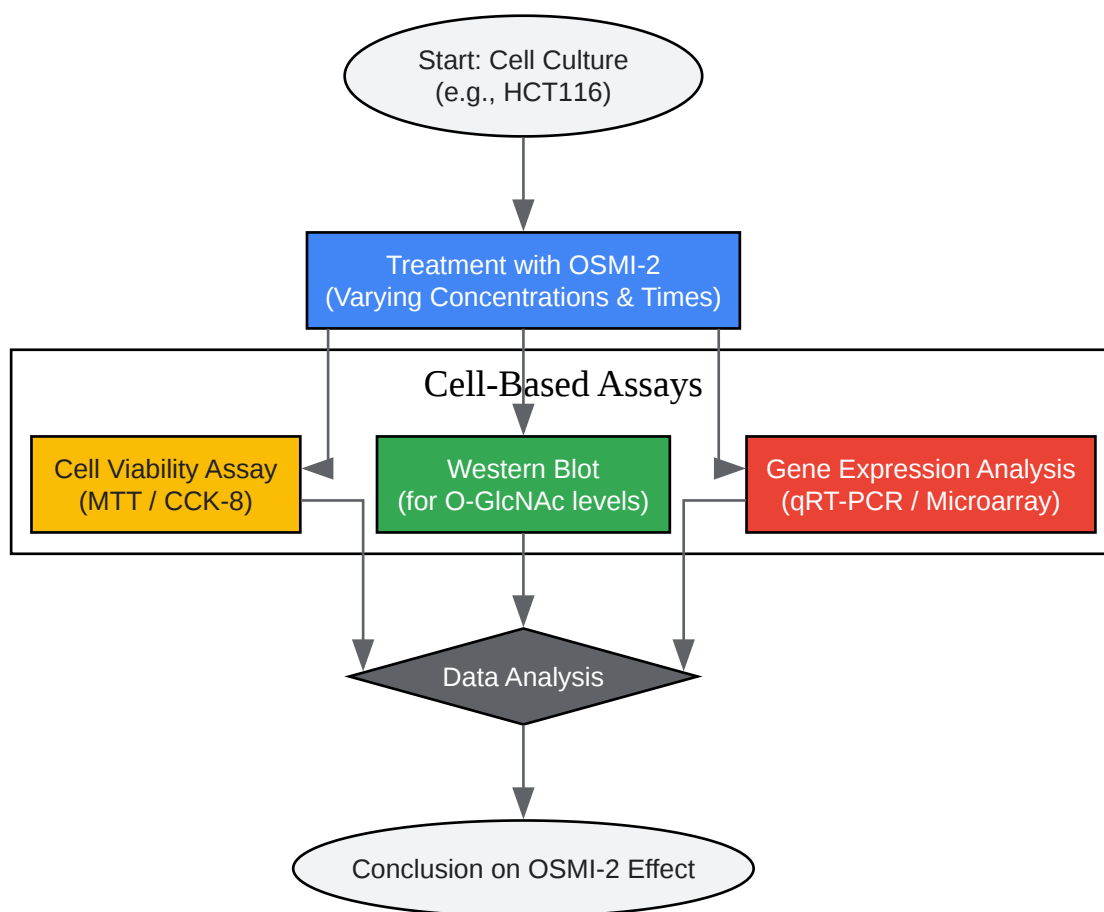 Start: Cell Culture
(e.g., HCT116)
Treatment with OSMI-2
(Varying Concentrations & Times)
Cell-Based Assays
Cell Viability Assay
(MTT / CCK-8)
Western Blot
(for O-GlcNAc levels)
Gene Expression Analysis
(qRT-PCR / Microarray)
Data Analysis
Conclusion on OSMI-2 Effect